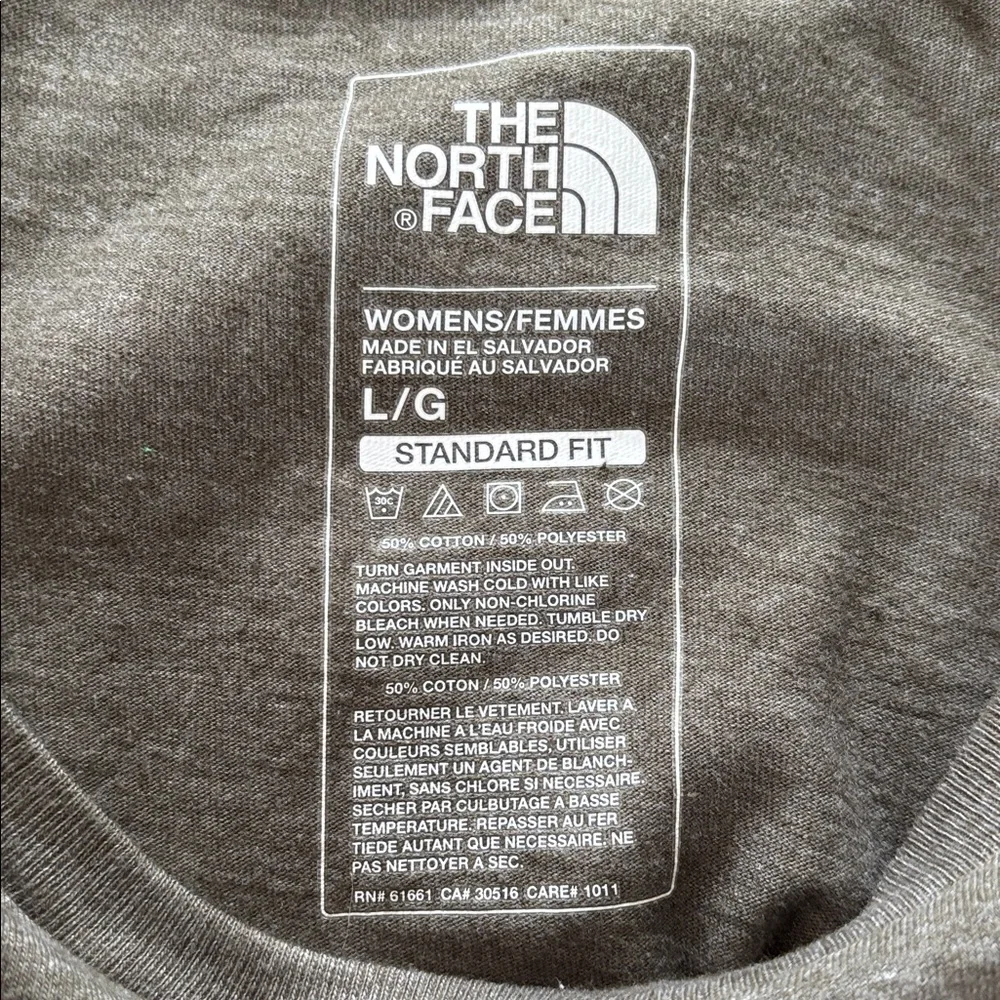 THE
NORTH
® FACE
WOMENS/FEMMES
MADE IN EL SALVADOR
FABRIQUÉ AU SALVADOR
L/G
STANDARD FIT
30C
50% COTTON / 50% POLYESTER
TURN GARMENT INSIDE OUT.
MACHINE WASH COLD WITH LIKE
COLORS. ONLY NON-CHLORINE
BLEACH WHEN NEEDED. TUMBLE DRY
LOW. WARM IRON AS DESIRED. DO
NOT DRY CLEAN.
50% COTON / 50% POLYESTER
RETOURNER LE VETEMENT. LAVER A
LA MACHINE A L'EAU FROIDE AVEC
COULEURS SEMBLABLES, UTILISER
SEULEMENT UN AGENT DE BLANCH-
IMENT, SANS CHLORE SI NECESSAIRE.
SECHER PAR CULBUTAGE A BASSE
TEMPERATURE. REPASSER AU FER
TIEDE AUTANT QUE NECESSAIRE. NE
PAS NETTOYER A SEC.
RN# 61661 CA# 30516 CARE# 1011